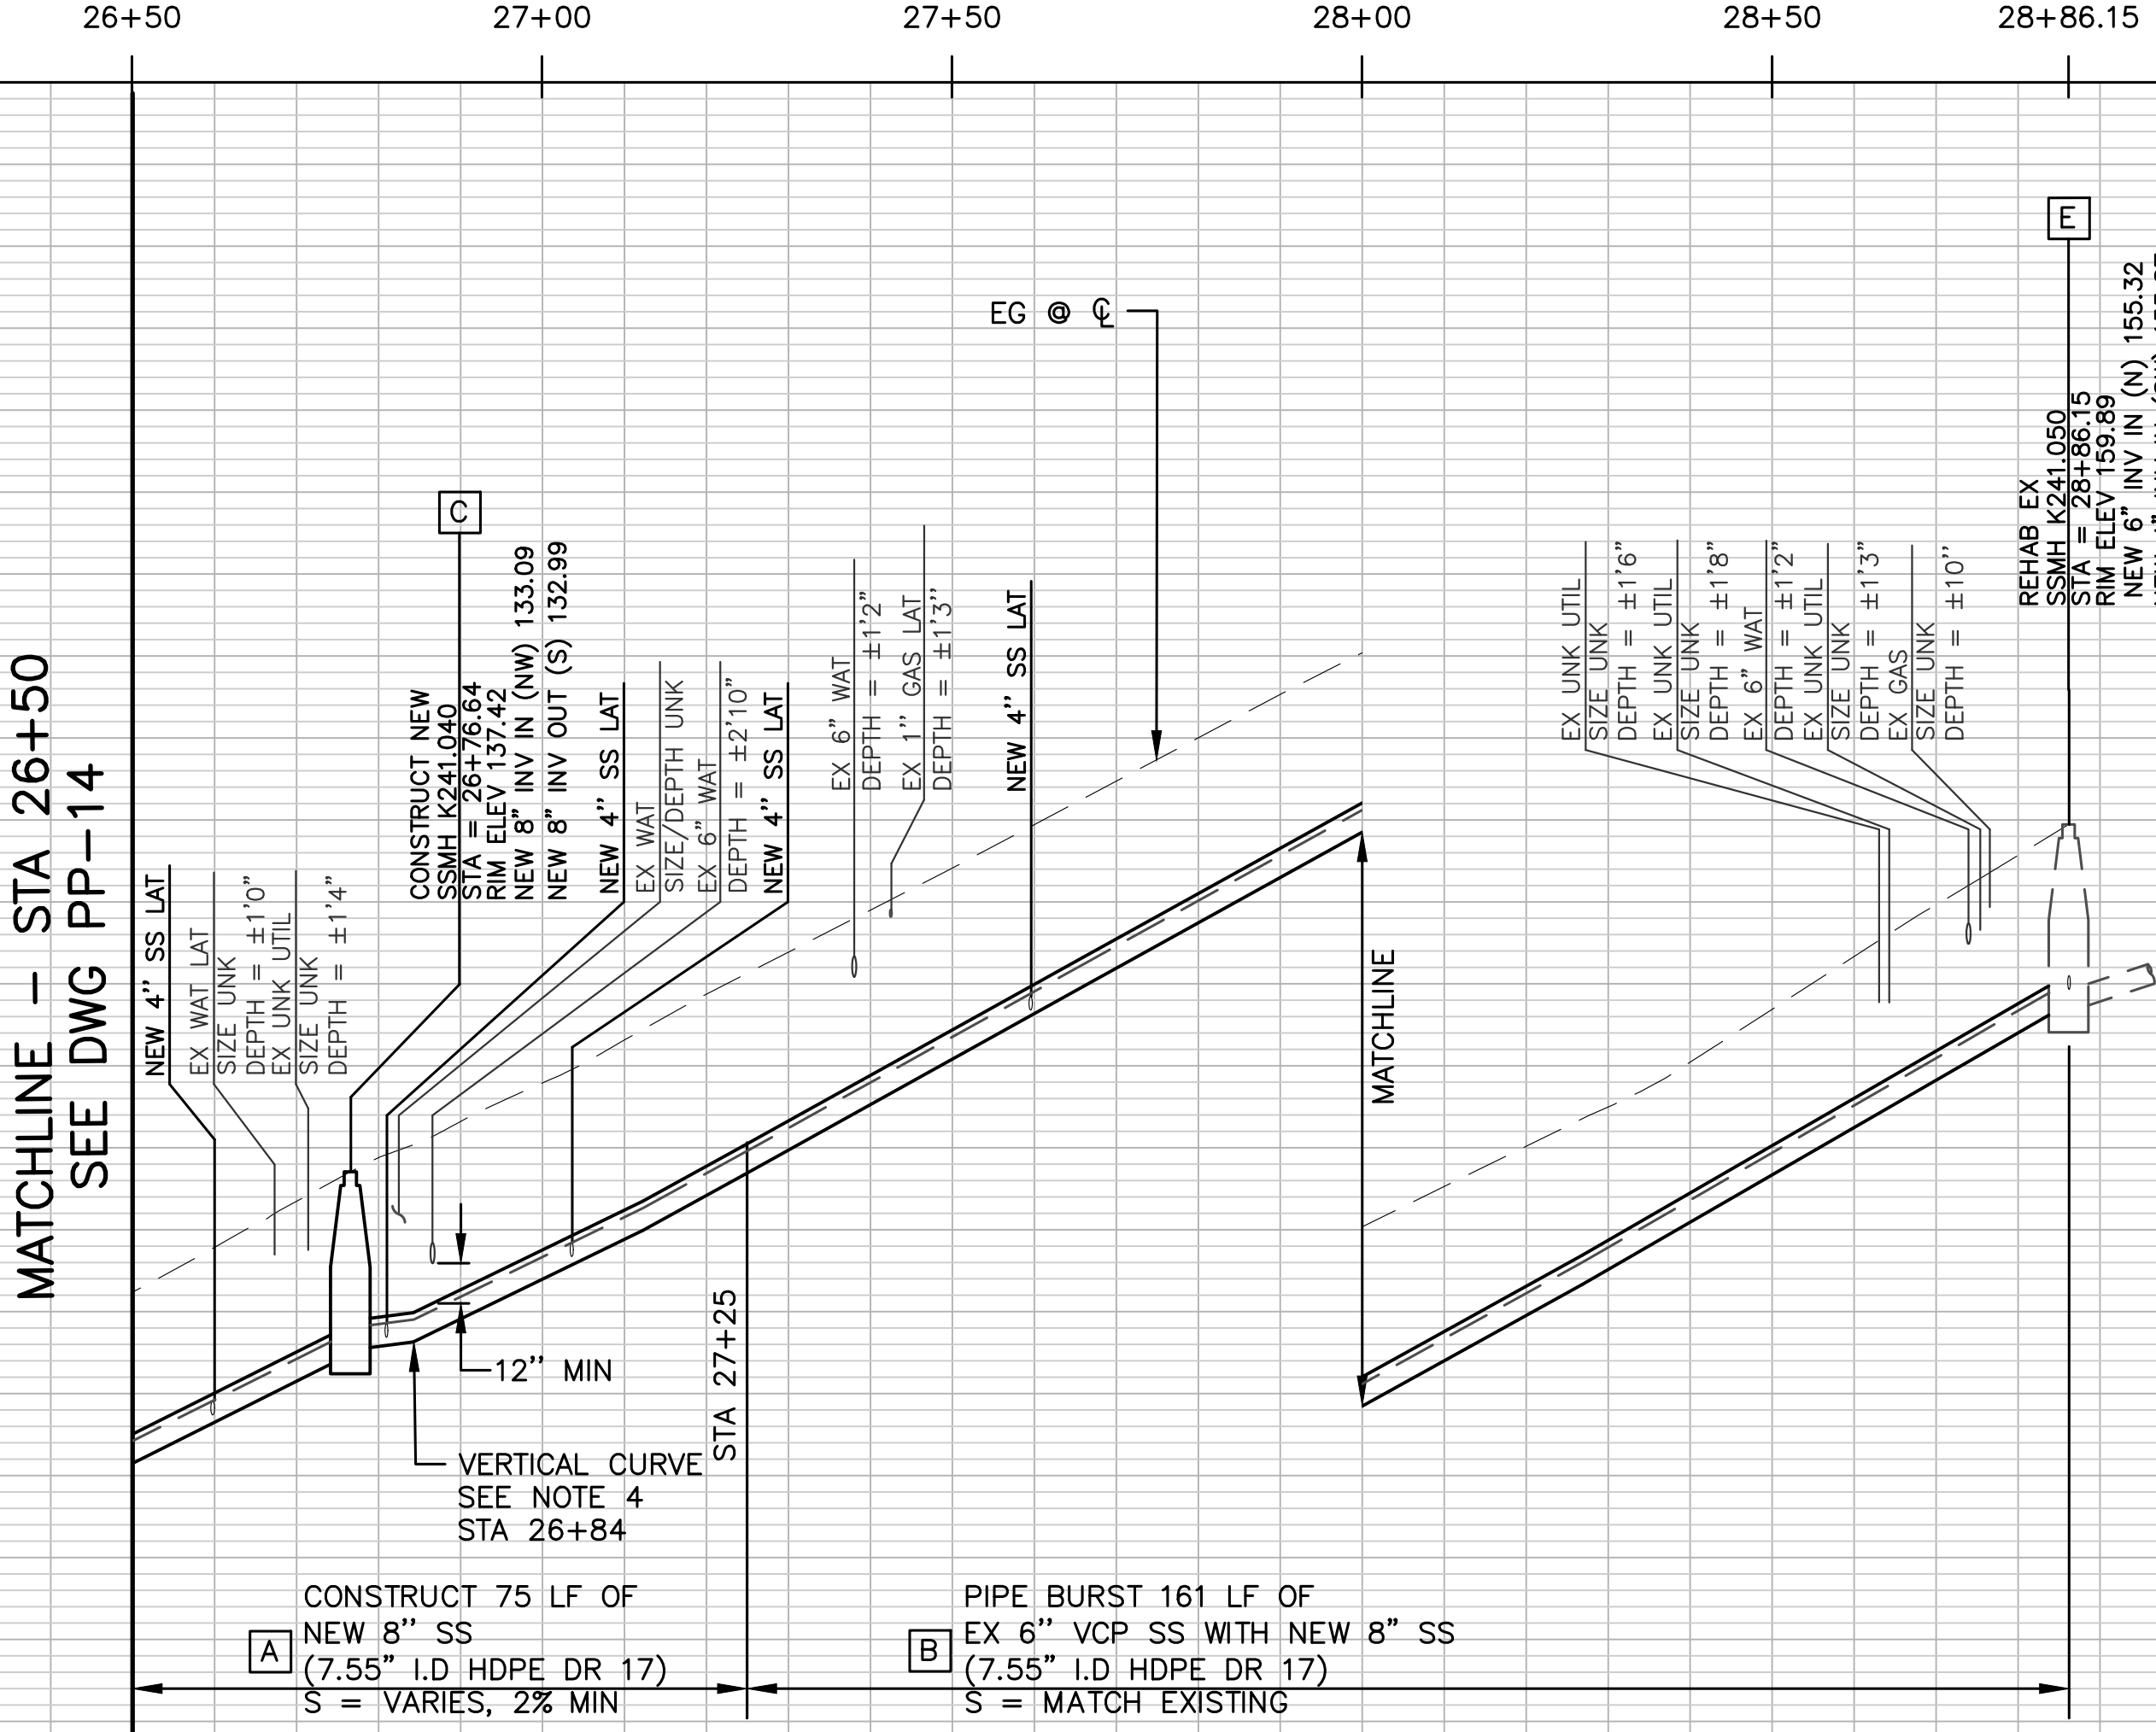 26+50
27+00
27+50
28+00
28+50
28+86.15
MATCHLINE - STA 26+50
SEE DWG PP-14
NEW 4" SS LAT
EX WAT LAT
SIZE UNK
DEPTH = ±1'0"
EX UNK UTIL
SIZE UNK
DEPTH = ±1'4"
C
CONSTRUCT NEW
SSMH K241.040
STA = 26+76.64
RIM ELEV 137.42
NEW 8" INV IN (NW) 133.09
NEW 8" INV OUT (S) 132.99
NEW 4" SS LAT
EX WAT
SIZE/DEPTH UNK
EX 6" WAT
DEPTH = ±2'10"
NEW 4" SS LAT
EX 6" WAT
DEPTH = ±1'2"
EX 1" GAS LAT
DEPTH = ±1'3"
NEW 4" SS LAT
EG @ ℄
MATCHLINE
EX UNK UTIL
SIZE UNK
DEPTH = ±1'6"
EX UNK UTIL
SIZE UNK
DEPTH = ±1'8"
EX 6" WAT
DEPTH = ±1'2"
EX UNK UTIL
SIZE UNK
DEPTH = ±1'3"
EX GAS
SIZE UNK
DEPTH = ±10"
E
REHAB EX
SSMH K241.050
STA = 28+86.15
RIM ELEV 159.89
NEW 6" INV IN (N) 155.32
12" MIN
STA 27+25
VERTICAL CURVE
SEE NOTE 4
STA 26+84
A
CONSTRUCT 75 LF OF
NEW 8" SS
(7.55" I.D HDPE DR 17)
S = VARIES, 2% MIN
B
PIPE BURST 161 LF OF
EX 6" VCP SS WITH NEW 8" SS
(7.55" I.D HDPE DR 17)
S = MATCH EXISTING